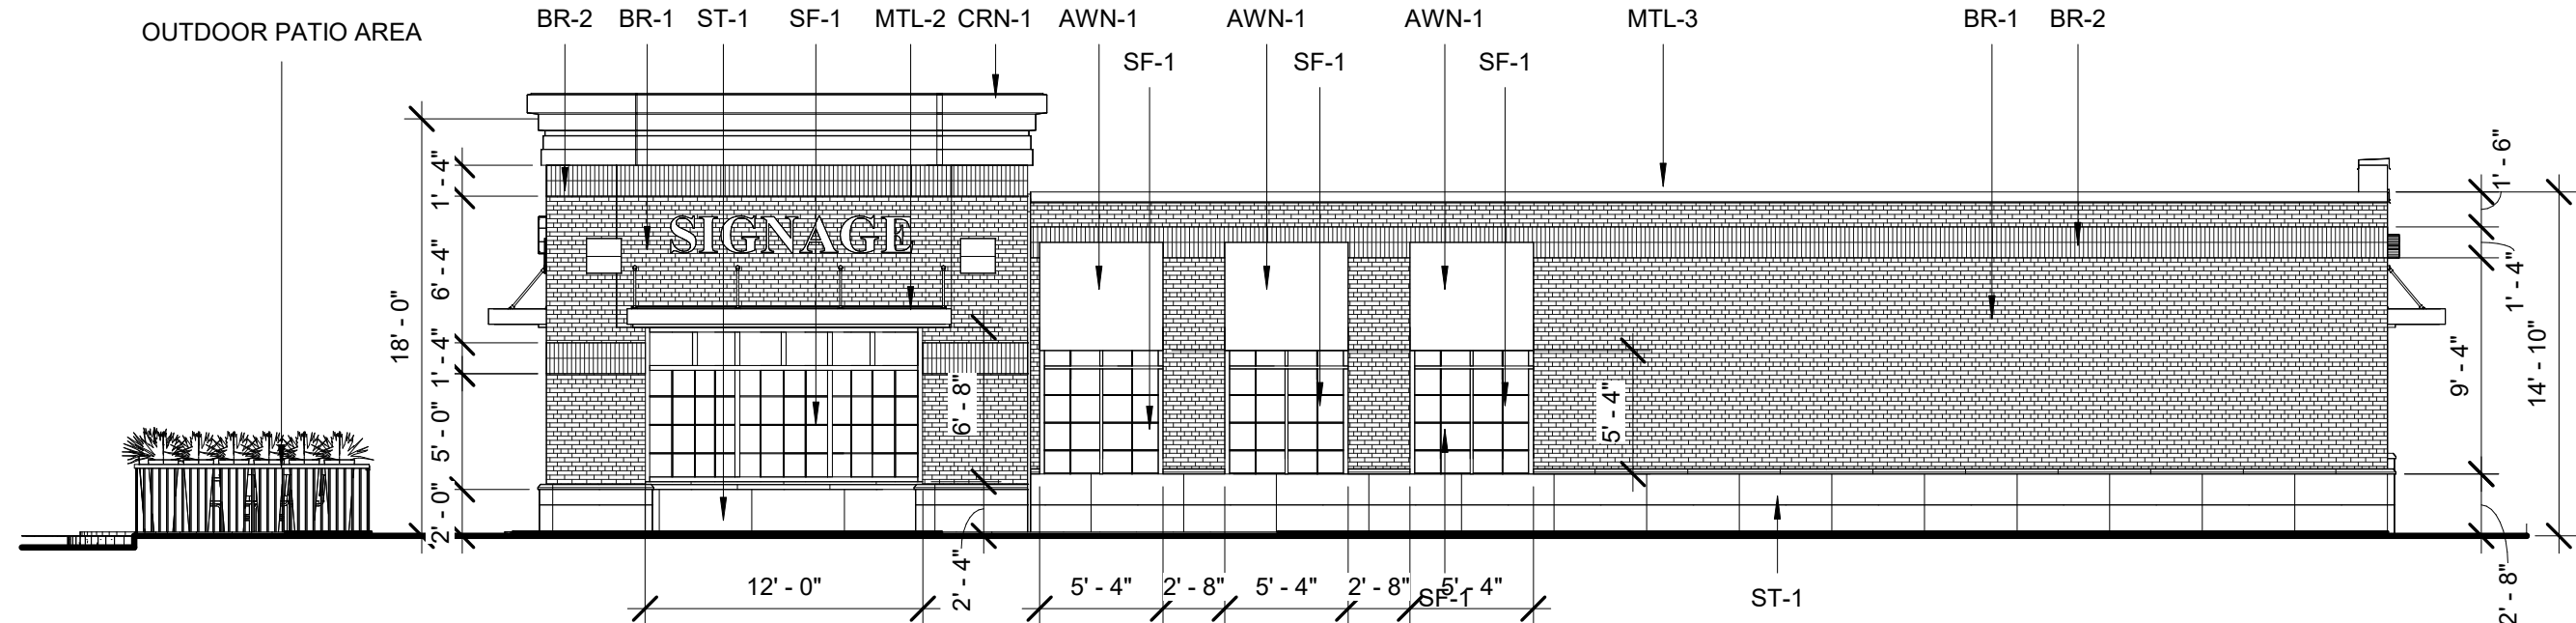 BR-2 BR-1 ST-1 SF-1 MTL-2 CRN-1 AWN-1 AWN-1 AWN-1 MTL-3 BR-1 BR-2
OUTDOOR PATIO AREA
SF-1 SF-1 SF-1
SIGNAGE
18' - 0"
1' - 4"
6' - 4"
1' - 4"
5' - 0"
2' - 0"
6' - 8"
2' - 4"
5' - 4"
1' - 6"
1' - 4"
9' - 4"
14' - 10"
2' - 8"
12' - 0" 5' - 4" 2' - 8" 5' - 4" 2' - 8" 5' - 4"
SF-1 ST-1